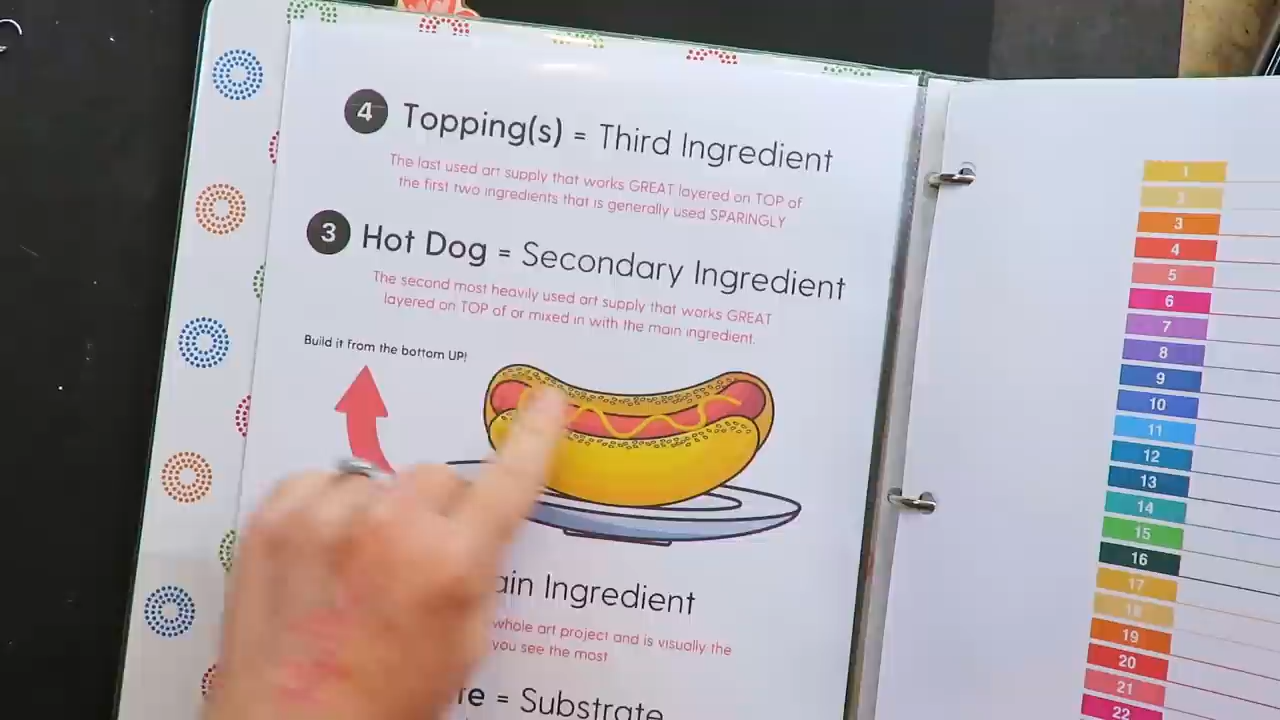 4 Topping(s) = Third Ingredient
The last used art supply that works GREAT layered on TOP of
the first two ingredients that is generally used SPARINGLY
3 Hot Dog = Secondary Ingredient
The second most heavily used art supply that works GREAT
layered on TOP of or mixed in with the main ingredient.
Build it from the bottom UP!
Ingredient
whole art project and is visually the
you see the most
= Substrate
1
2
3
4
5
6
7
8
9
10
11
12
13
14
15
16
17
18
19
20
21
22